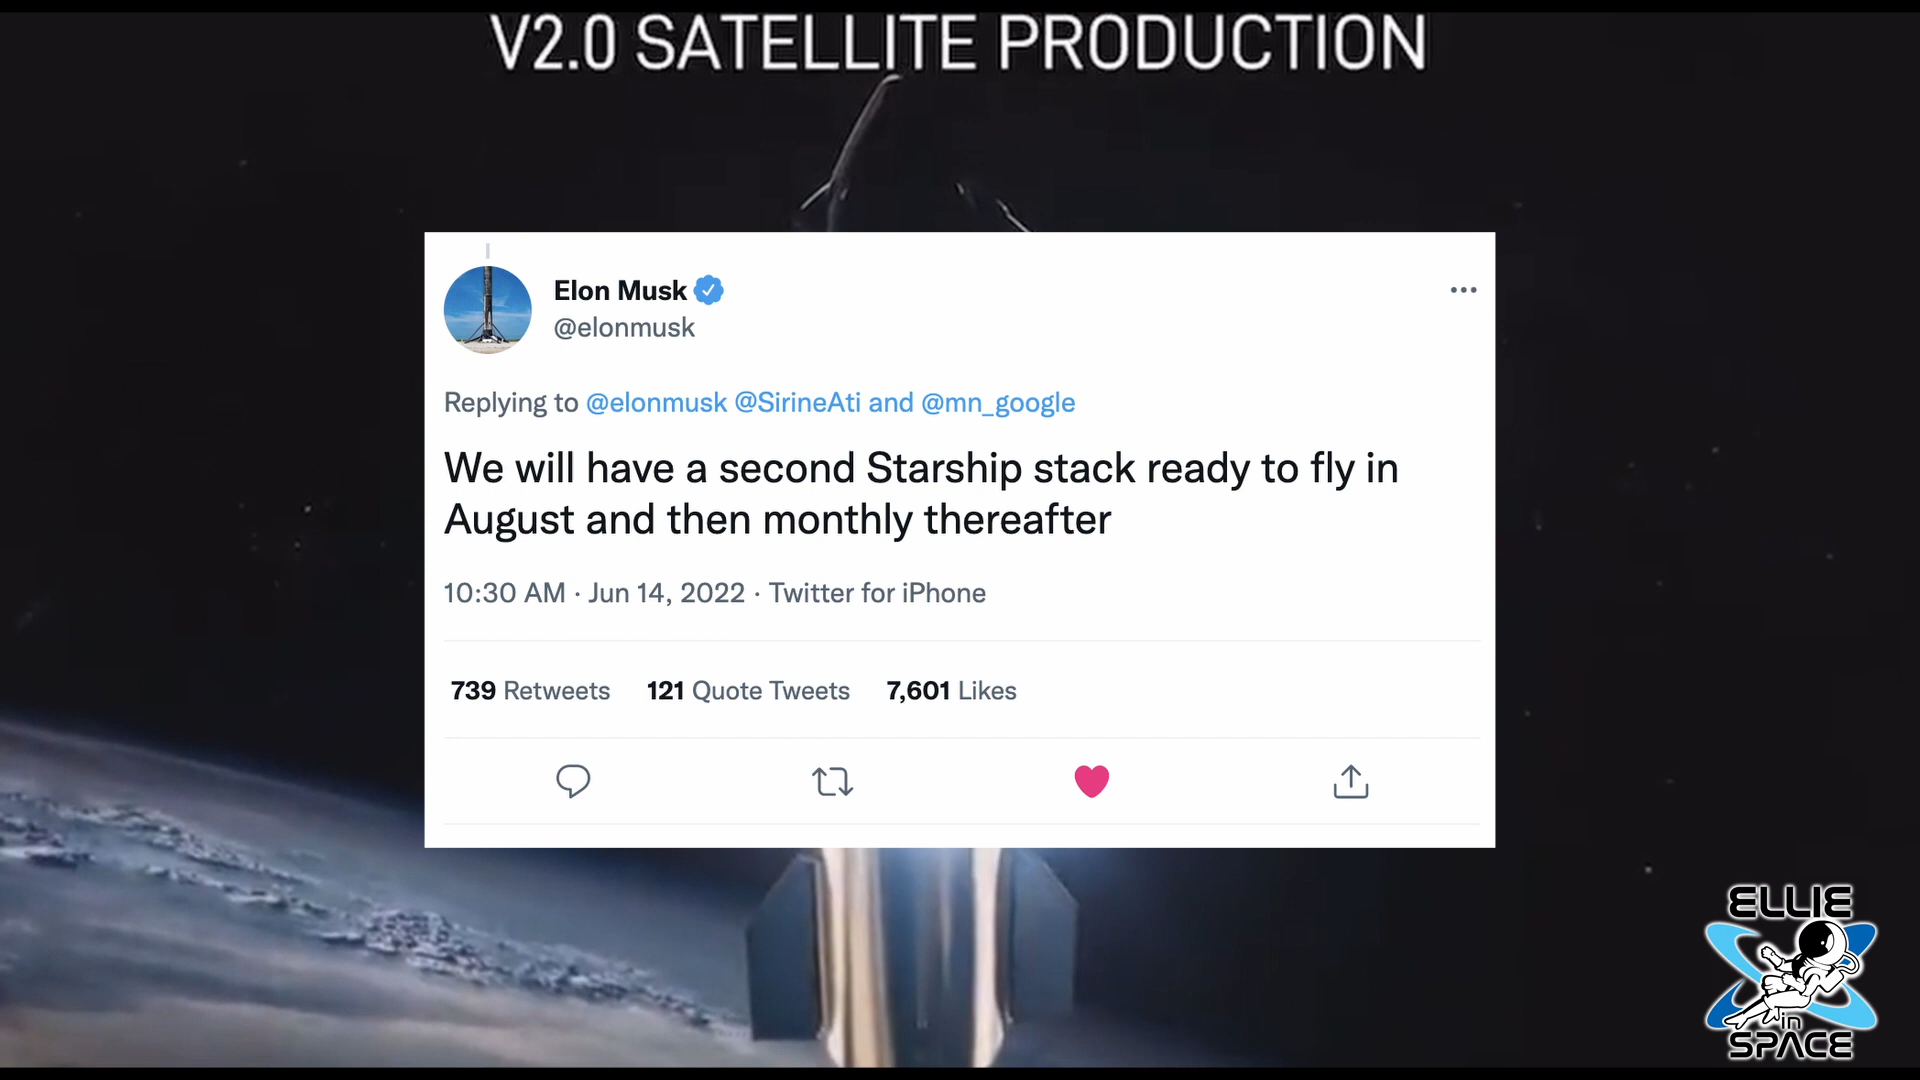 V2.0 SATELLITE PRODUCTION
Elon Musk
@elonmusk
Replying to @elonmusk @SirineAti and @mn_google
We will have a second Starship stack ready to fly in
August and then monthly thereafter
10:30 AM · Jun 14, 2022 · Twitter for iPhone
739 Retweets 121 Quote Tweets 7,601 Likes
ELLIE
in
SPACE